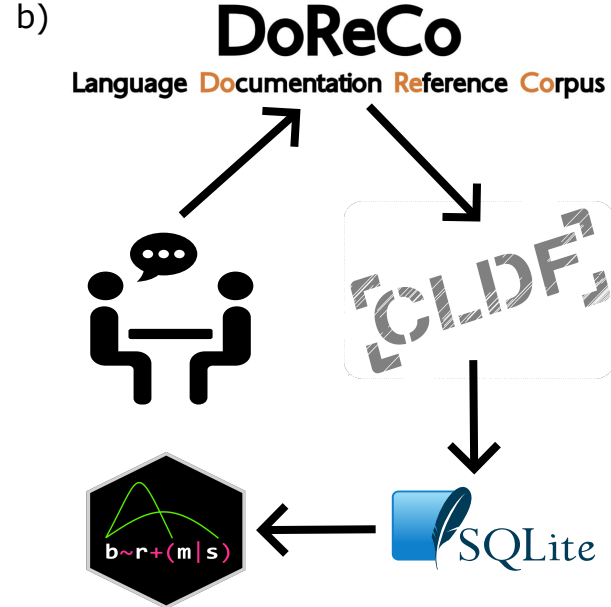 b)
DoReCo
Language Documentation Reference Corpus
CLDF
SQLite
b~r+(m|s)